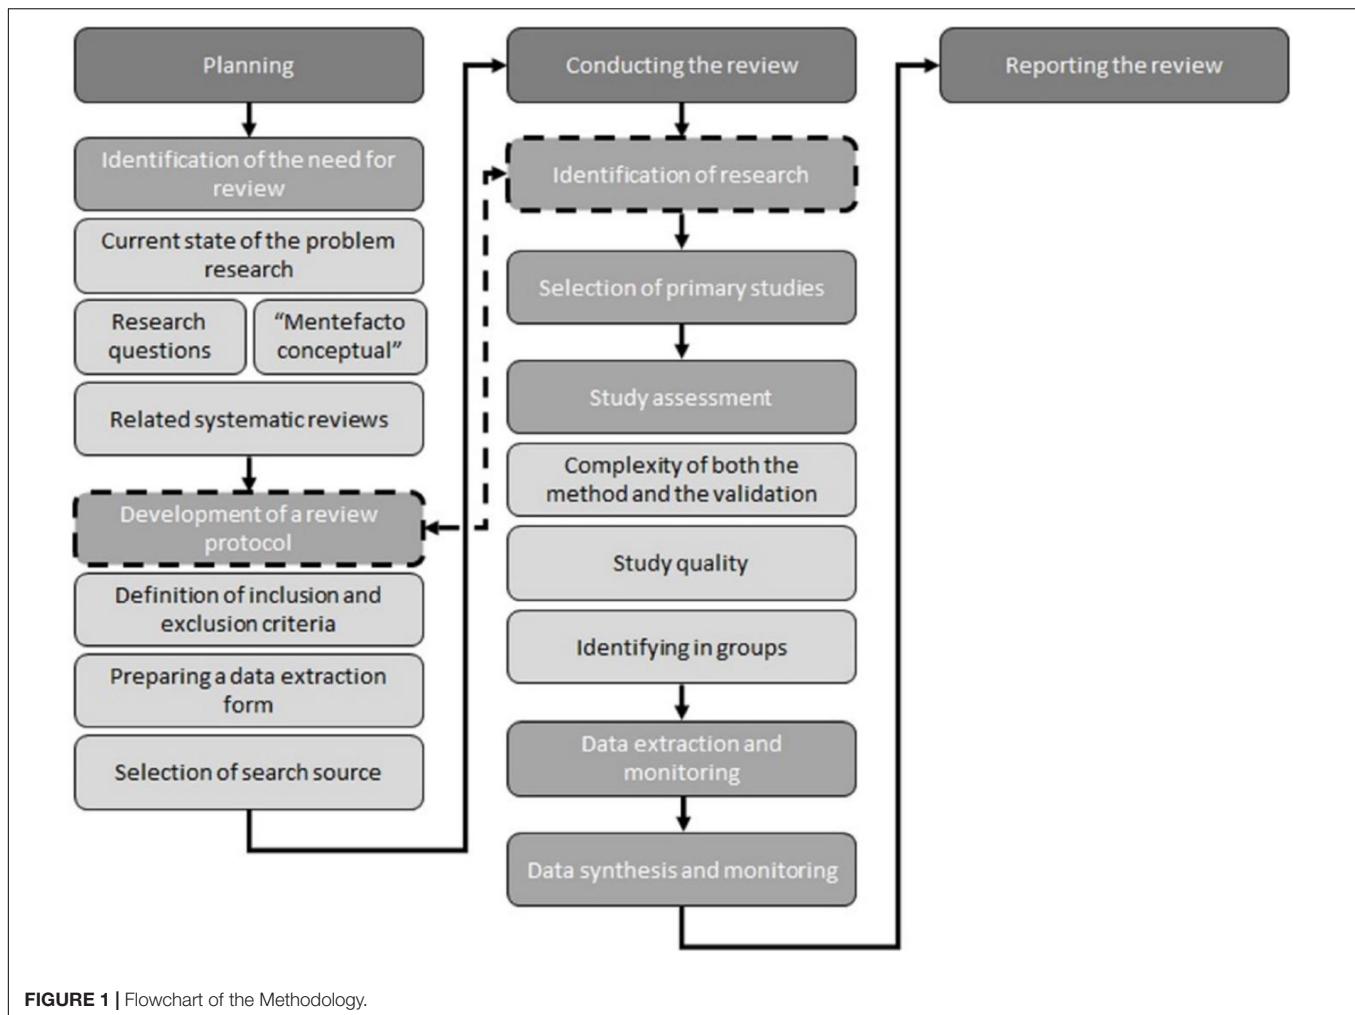 Planning
Identification of the need for
review
Current state of the problem
research
Research
questions
“Mentefacto
conceptual”
Related systematic reviews
Development of a review
protocol
Definition of inclusion and
exclusion criteria
Preparing a data extraction
form
Selection of search source
Conducting the review
Identification of research
Selection of primary studies
Study assessment
Complexity of both the
method and the validation
Study quality
Identifying in groups
Data extraction and
monitoring
Data synthesis and monitoring
Reporting the review
FIGURE 1 | Flowchart of the Methodology.